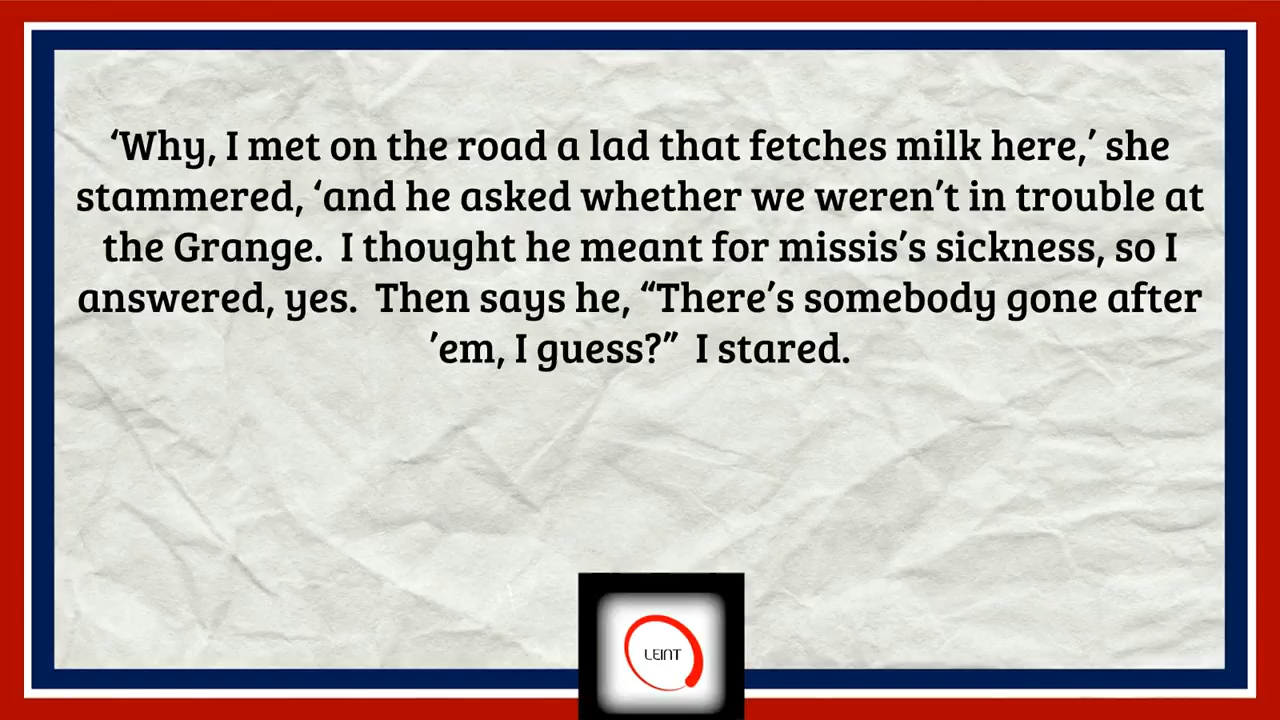 ‘Why, I met on the road a lad that fetches milk here,’ she
stammered, ‘and he asked whether we weren’t in trouble at
the Grange.  I thought he meant for missis’s sickness, so I
answered, yes.  Then says he, “There’s somebody gone after
’em, I guess?”  I stared.
LEINT